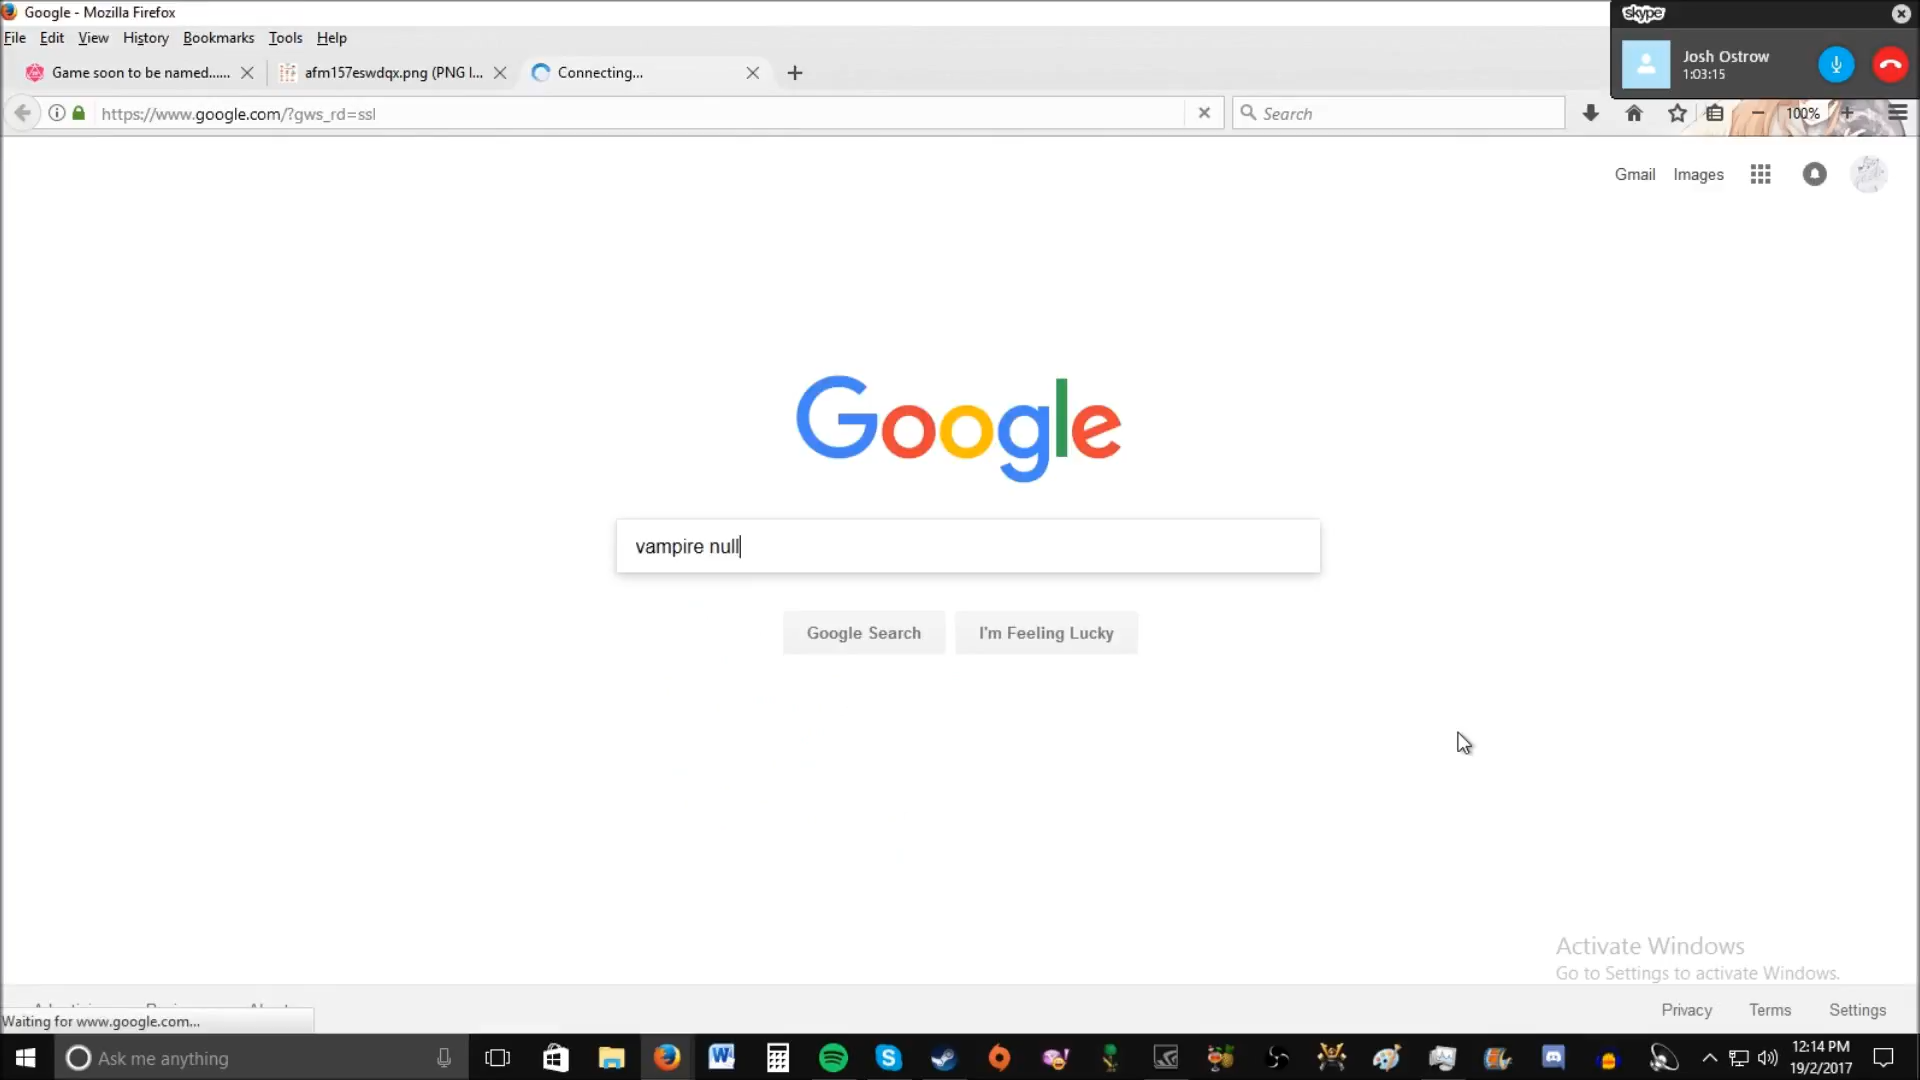 Google - Mozilla Firefox
skype
File Edit View History Bookmarks Tools Help
Josh Ostrow
1:03:15
Game soon to be named......
afm157eswdqx.png (PNG I...
Connecting...
https://www.google.com/?gws_rd=ssl
Search
100%
Gmail Images
Google
vampire null
Google Search
I'm Feeling Lucky
Activate Windows
Go to Settings to activate Windows.
Privacy Terms Settings
Waiting for www.google.com...
Ask me anything
12:14 PM
19/2/2017